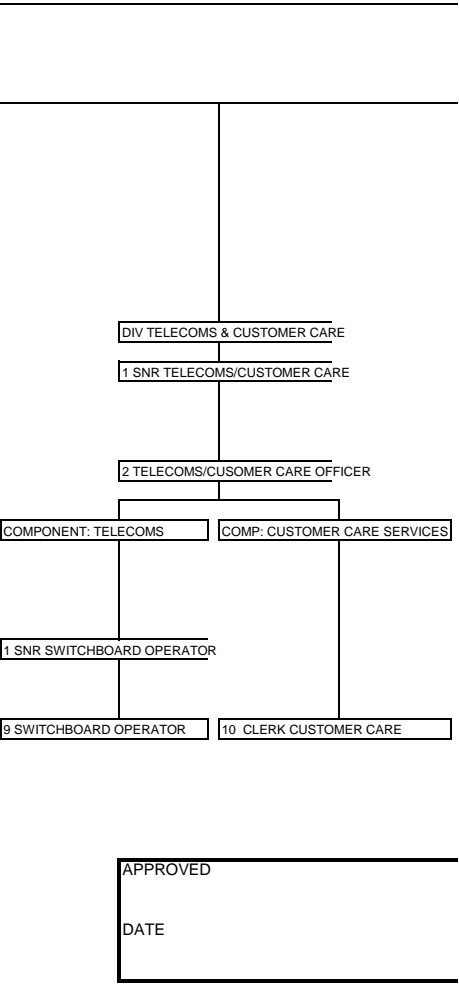 DIV TELECOMS & CUSTOMER CARE
1 SNR TELECOMS/CUSTOMER CARE
2 TELECOMS/CUSOMER CARE OFFICER
COMPONENT: TELECOMS
COMP: CUSTOMER CARE SERVICES
1 SNR SWITCHBOARD OPERATOR
9 SWITCHBOARD OPERATOR
10 CLERK CUSTOMER CARE
APPROVED
DATE